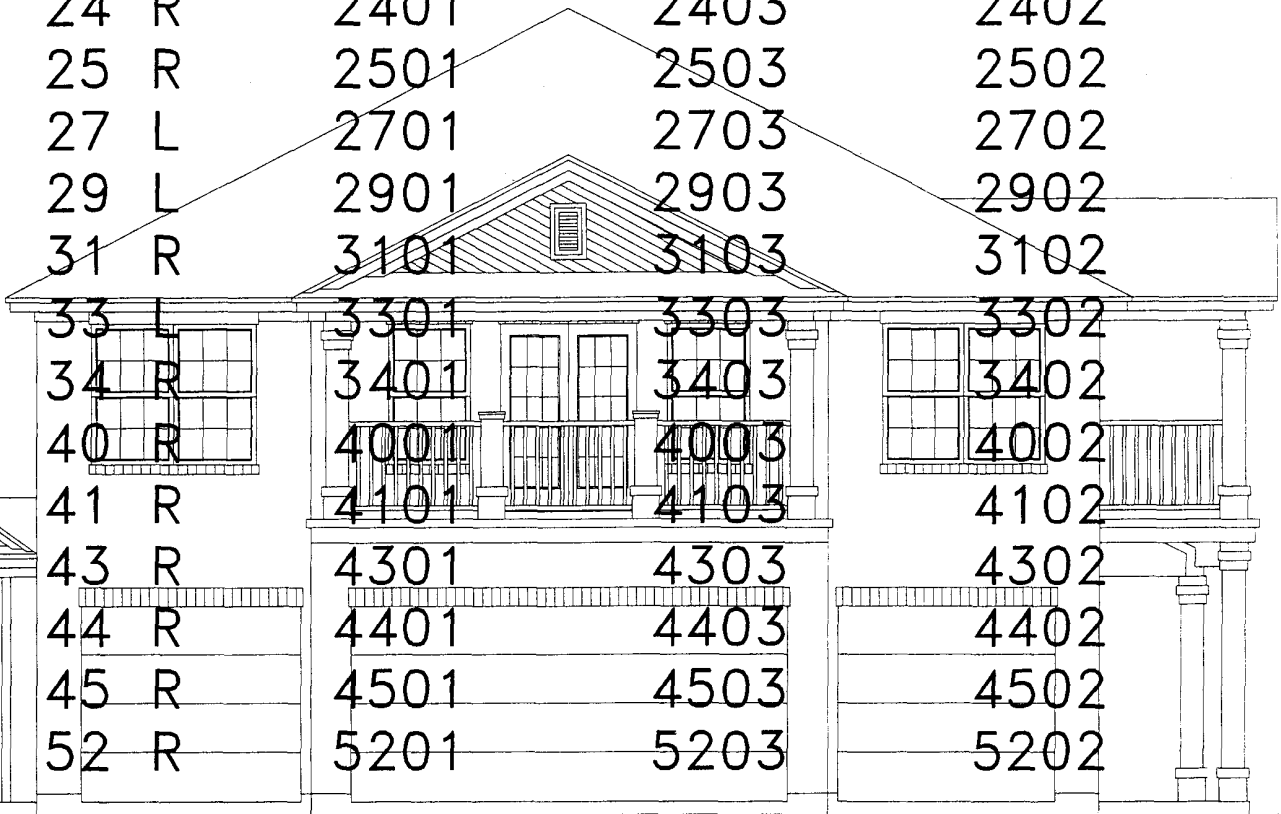 24 R 2401 2403 2402
25 R 2501 2503 2502
27 L 2701 2703 2702
29 L 2901 2903 2902
31 R 3101 3103 3102
33 L 3301 3303 3302
34 R 3401 3403 3402
40 R 4001 4003 4002
41 R 4101 4103 4102
43 R 4301 4303 4302
44 R 4401 4403 4402
45 R 4501 4503 4502
52 R 5201 5203 5202